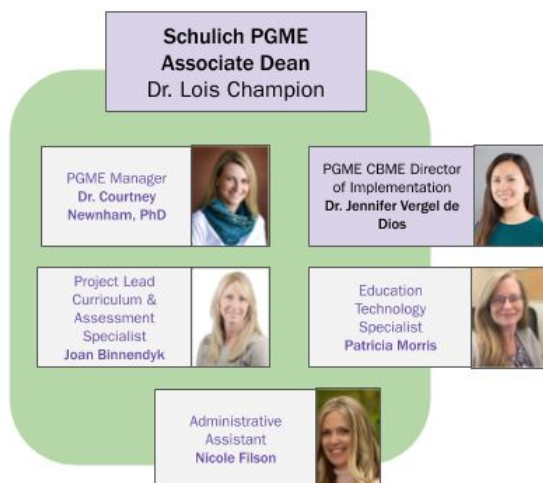 Schulich PGME
Associate Dean
Dr. Lois Champion
PGME Manager
Dr. Courtney
Newnham, PhD
PGME CBME Director
of Implementation
Dr. Jennifer Vergel de
Dios
Project Lead
Curriculum &
Assessment
Specialist
Joan Binnendyk
Education
Technology
Specialist
Patricia Morris
Administrative
Assistant
Nicole Filson